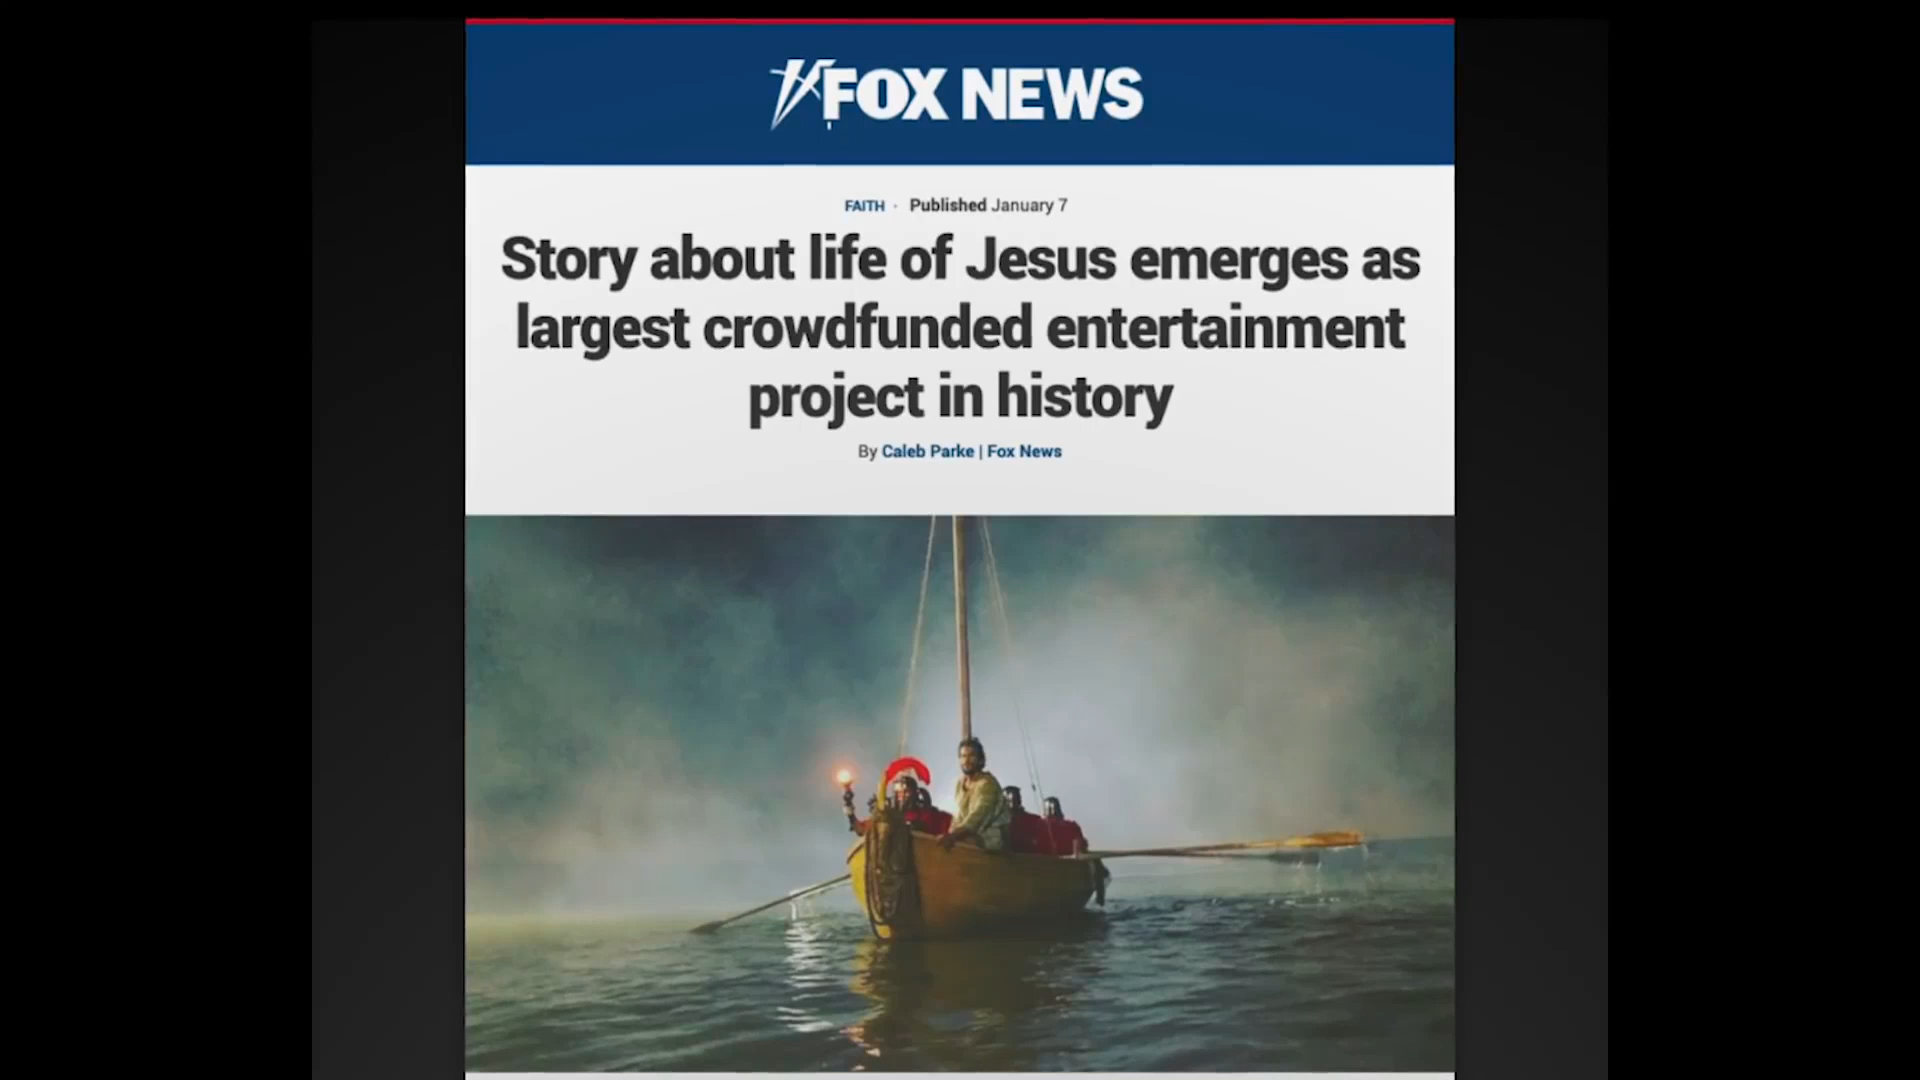 FOX NEWS
FAITH · Published January 7
Story about life of Jesus emerges as
largest crowdfunded entertainment
project in history
By Caleb Parke | Fox News